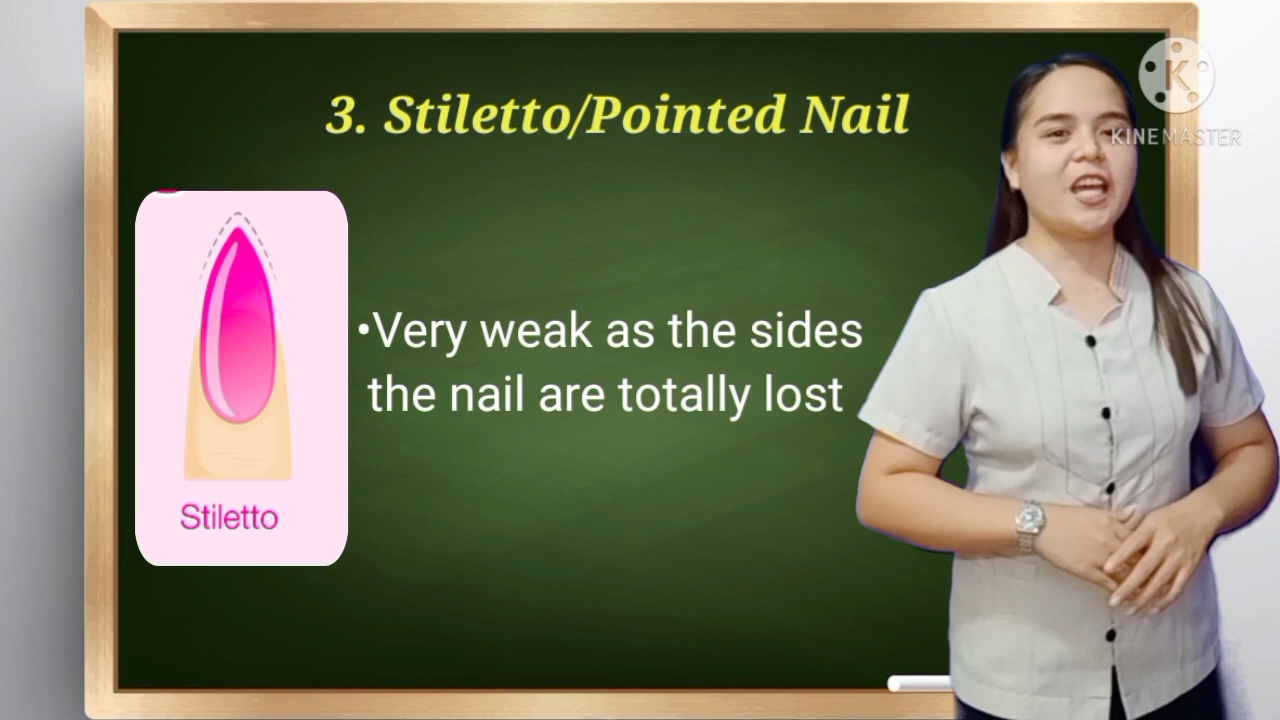 3. Stiletto/Pointed Nail
K
KINEMASTER
•Very weak as the sides
the nail are totally lost
Stiletto